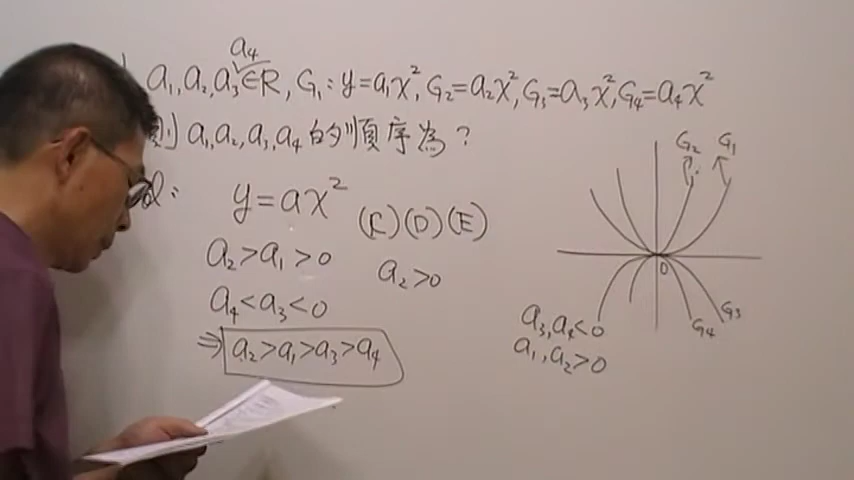 a₄
a₁,a₂,a₃∈R, G₁: y=a₁x², G₂=a₂x², G₃=a₃x², G₄=a₄x²
則 a₁,a₂,a₃,a₄ 的順序為?
y=ax²
(C)(D)(E)
a₂>a₁>0
a₂>0
a₄<a₃<0
⇒ a₂>a₁>a₃>a₄
G₂ G₁
0
G₄ G₃
a₃,a₄<0
a₁,a₂>0